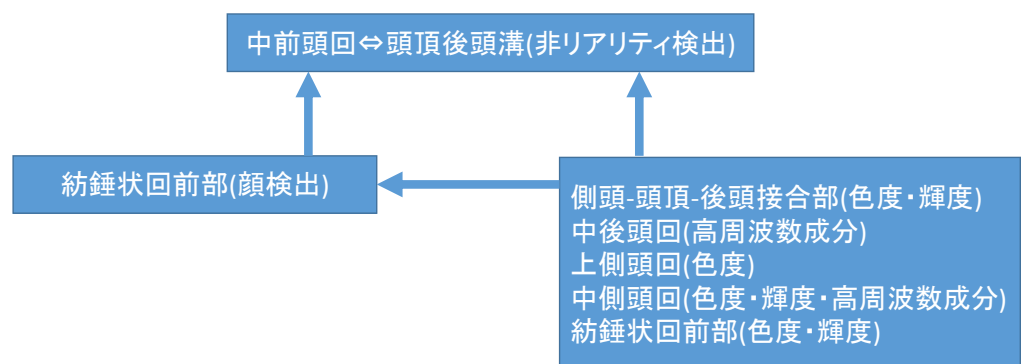 中前頭回⇔頭頂後頭溝(非リアリティ検出)
紡錘状回前部(顔検出)
側頭-頭頂-後頭接合部(色度・輝度)
中後頭回(高周波数成分)
上側頭回(色度)
中側頭回(色度・輝度・高周波数成分)
紡錘状回前部(色度・輝度)